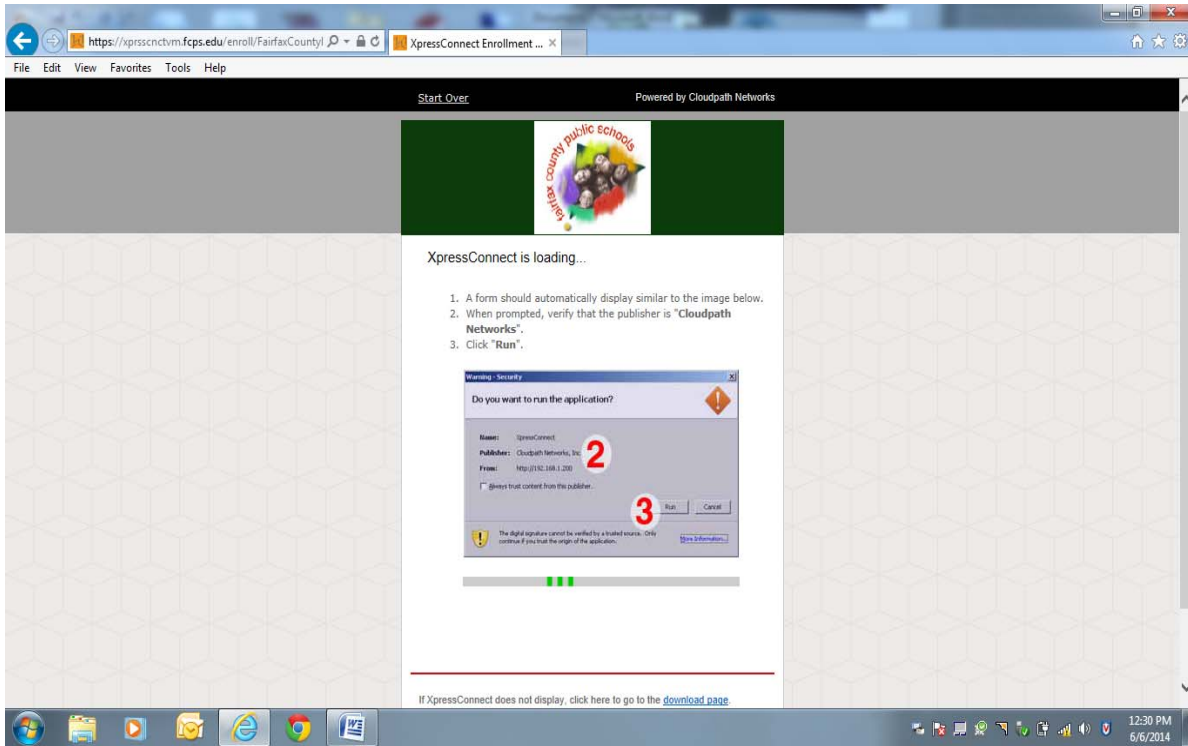 https://xprsscnctvm.fcps.edu/enroll/FairfaxCountyl
XpressConnect Enrollment ...
File Edit View Favorites Tools Help
Start Over
Powered by Cloudpath Networks
fairfax county public schools
XpressConnect is loading...
1. A form should automatically display similar to the image below.
2. When prompted, verify that the publisher is "Cloudpath
Networks".
3. Click "Run".
Warning - Security
Do you want to run the application?
Name: XpressConnect
Publisher: Cloudpath Networks, Inc
2
From: http://192.168.1.200
Always trust content from this publisher.
3
Run Cancel
The digital signature cannot be verified by a trusted source. Only
continue if you trust the origin of the application.
More Information...
If XpressConnect does not display, click here to go to the download page.
12:30 PM
6/6/2014